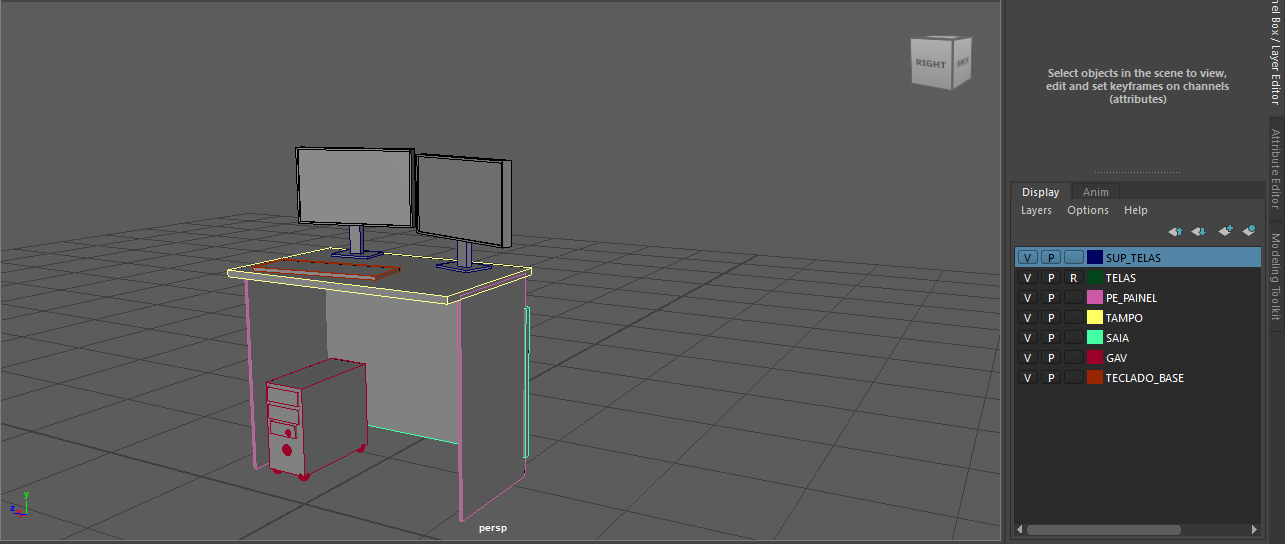 RIGHT
BACK
y
z
persp
Select objects in the scene to view,
edit and set keyframes on channels
(attributes)
Display Anim
Layers Options Help
V P SUP_TELAS
V P R TELAS
V P PE_PAINEL
V P TAMPO
V P SAIA
V P GAV
V P TECLADO_BASE
Box / Layer Editor
Attribute Editor
Modeling Toolkit